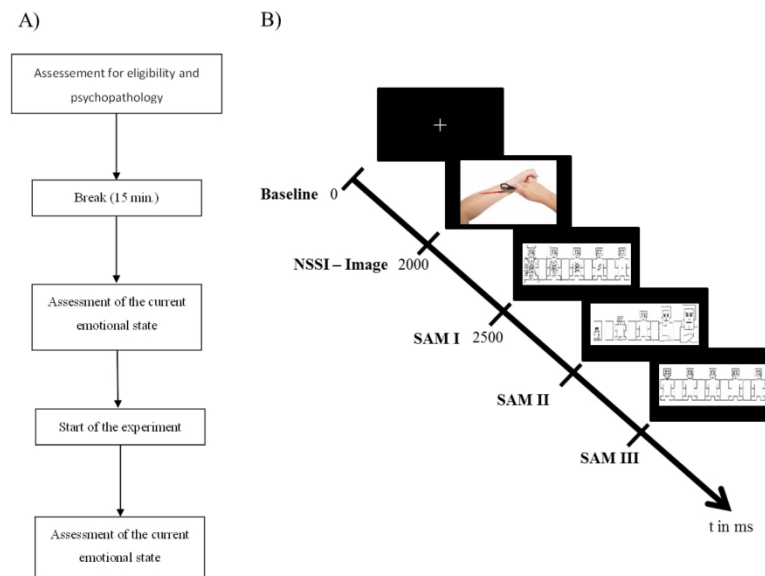 A)
Assessement for eligibility and
psychopathology
Break (15 min.)
Assessment of the current
emotional state
Start of the experiment
Assessment of the current
emotional state
B)
Baseline 0
NSSI – Image 2000
SAM I 2500
SAM II
SAM III
t in ms